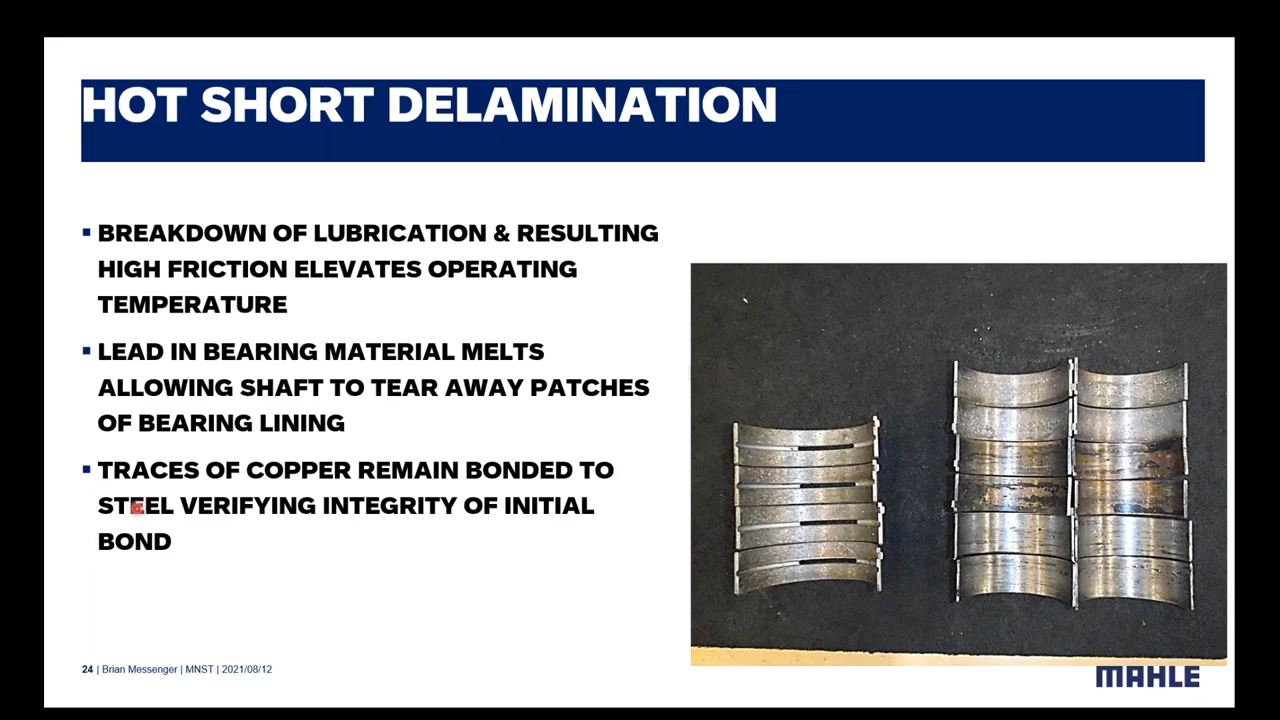 HOT SHORT DELAMINATION
▪ BREAKDOWN OF LUBRICATION & RESULTING
HIGH FRICTION ELEVATES OPERATING
TEMPERATURE
▪ LEAD IN BEARING MATERIAL MELTS
ALLOWING SHAFT TO TEAR AWAY PATCHES
OF BEARING LINING
▪ TRACES OF COPPER REMAIN BONDED TO
STEEL VERIFYING INTEGRITY OF INITIAL
BOND
24 | Brian Messenger | MNST | 2021/08/12
MAHLE